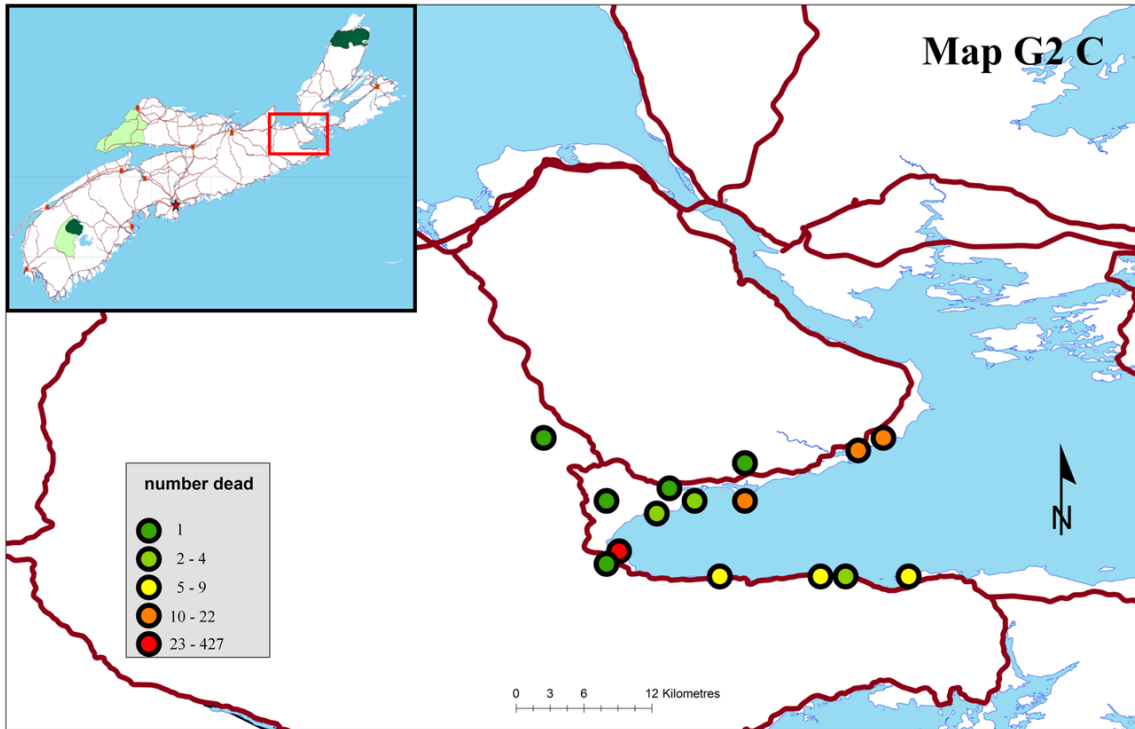 Map G2 C
number dead
1
2 - 4
5 - 9
10 - 22
23 - 427
N
0 3 6 12 Kilometres